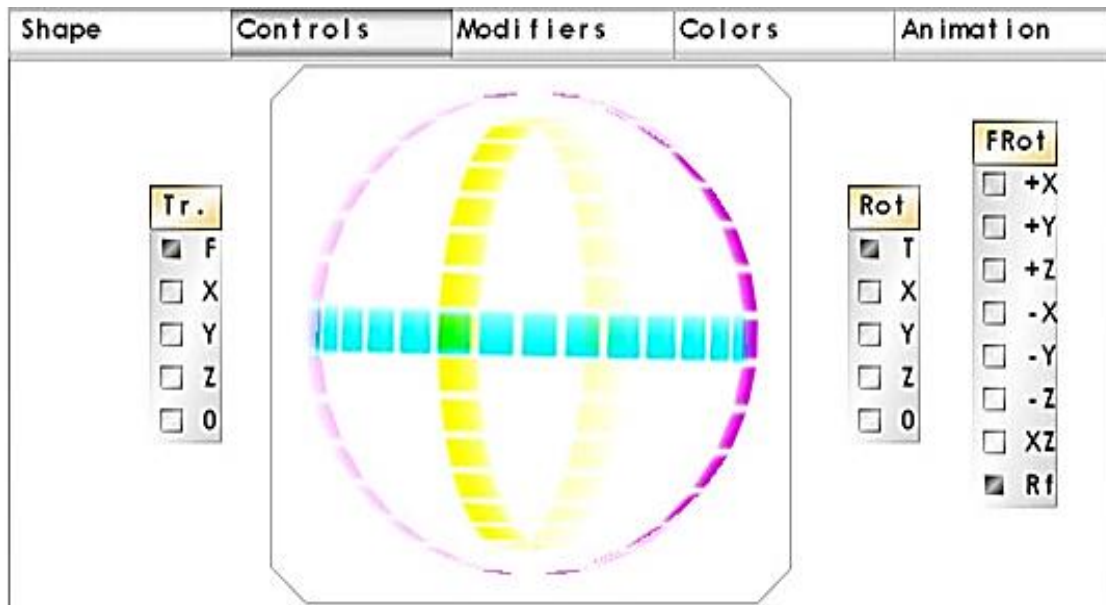 Shape Controls Modifiers Colors Animation
Tr.
F
X
Y
Z
0
Rot
T
X
Y
Z
0
FRot
+X
+Y
+Z
-X
-Y
-Z
XZ
Rf